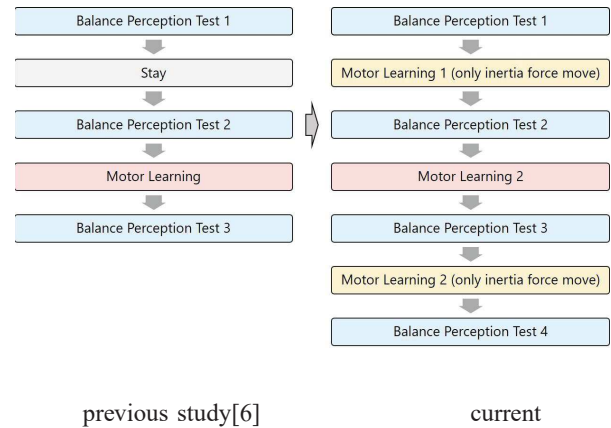 Balance Perception Test 1
Stay
Balance Perception Test 2
Motor Learning
Balance Perception Test 3
Balance Perception Test 1
Motor Learning 1 (only inertia force move)
Balance Perception Test 2
Motor Learning 2
Balance Perception Test 3
Motor Learning 2 (only inertia force move)
Balance Perception Test 4
previous study[6]
current